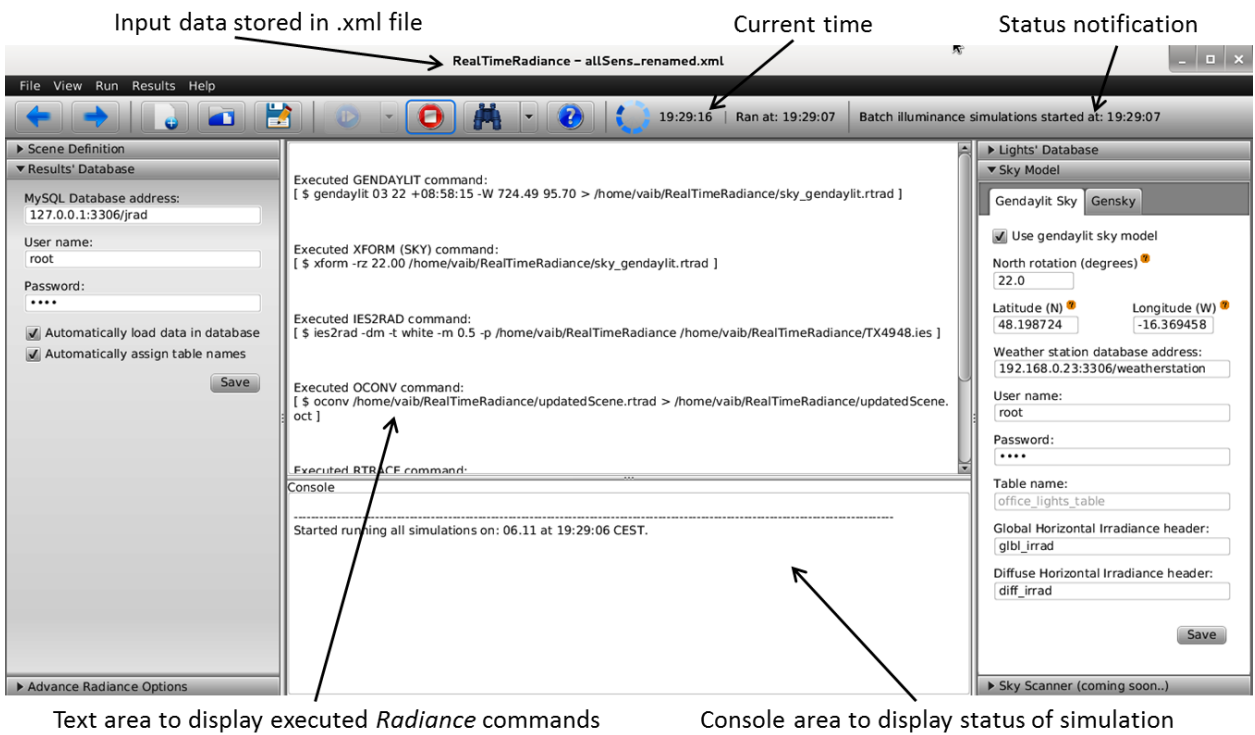 Input data stored in .xml file
Current time
Status notification
RealTimeRadiance – allSens_renamed.xml
File View Run Results Help
19:29:16 | Ran at: 19:29:07
Batch illuminance simulations started at: 19:29:07
Scene Definition
Results' Database
MySQL Database address:
127.0.0.1:3306/jrad
User name:
root
Password:
••••
Automatically load data in database
Automatically assign table names
Save
Advance Radiance Options
Executed GENDAYLIT command:
[ $ gendaylit 03 22 +08:58:15 -W 724.49 95.70 > /home/vaib/RealTimeRadiance/sky_gendaylit.rtrad ]
Executed XFORM (SKY) command:
[ $ xform -rz 22.00 /home/vaib/RealTimeRadiance/sky_gendaylit.rtrad ]
Executed IES2RAD command:
[ $ ies2rad -dm -t white -m 0.5 -p /home/vaib/RealTimeRadiance /home/vaib/RealTimeRadiance/TX4948.ies ]
Executed OCONV command:
[ $ oconv /home/vaib/RealTimeRadiance/updatedScene.rtrad > /home/vaib/RealTimeRadiance/updatedScene.
oct ]
Executed RTRACE command:
Console
Started running all simulations on: 06.11 at 19:29:06 CEST.
Lights' Database
Sky Model
Gendaylit Sky
Gensky
Use gendaylit sky model
North rotation (degrees) ?
22.0
Latitude (N) ?
Longitude (W) ?
48.198724
-16.369458
Weather station database address:
192.168.0.23:3306/weatherstation
User name:
root
Password:
••••
Table name:
office_lights_table
Global Horizontal Irradiance header:
glbl_irrad
Diffuse Horizontal Irradiance header:
diff_irrad
Save
Sky Scanner (coming soon..)
Text area to display executed Radiance commands
Console area to display status of simulation